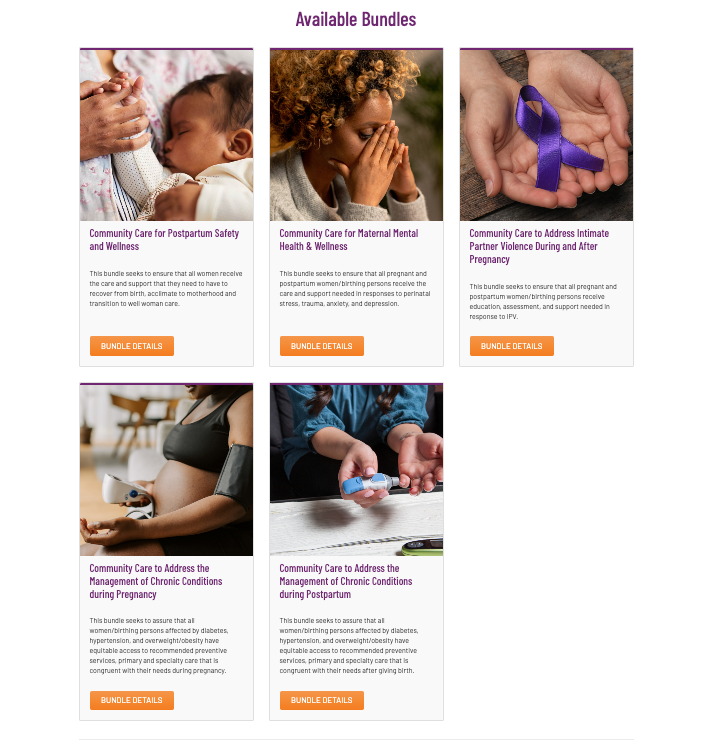 Available Bundles
Community Care for Postpartum Safety
and Wellness
This bundle seeks to ensure that all women receive
the care and support that they need to have to
recover from birth, acclimate to motherhood and
transition to well woman care.
BUNDLE DETAILS
Community Care for Maternal Mental
Health & Wellness
This bundle seeks to ensure that all pregnant and
postpartum women/birthing persons receive the
care and support needed in responses to perinatal
stress, trauma, anxiety, and depression.
BUNDLE DETAILS
Community Care to Address Intimate
Partner Violence During and After
Pregnancy
This bundle seeks to ensure that all pregnant and
postpartum women/birthing persons receive
education, assessment, and support needed in
response to IPV.
BUNDLE DETAILS
Community Care to Address the
Management of Chronic Conditions
during Pregnancy
This bundle seeks to assure that all
women/birthing persons affected by diabetes,
hypertension, and overweight/obesity have
equitable access to recommended preventive
services, primary and specialty care that is
congruent with their needs during pregnancy.
BUNDLE DETAILS
Community Care to Address the
Management of Chronic Conditions
during Postpartum
This bundle seeks to assure that all
women/birthing persons affected by diabetes,
hypertension, and overweight/obesity have
equitable access to recommended preventive
services, primary and specialty care that is
congruent with their needs after giving birth.
BUNDLE DETAILS